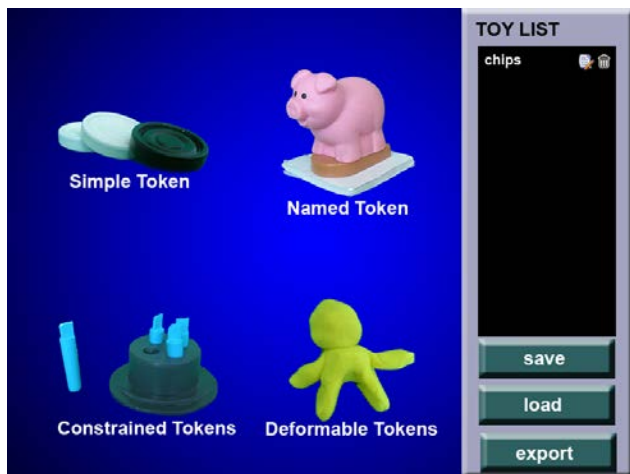 Simple Token
Named Token
Constrained Tokens
Deformable Tokens
TOY LIST
chips
save
load
export